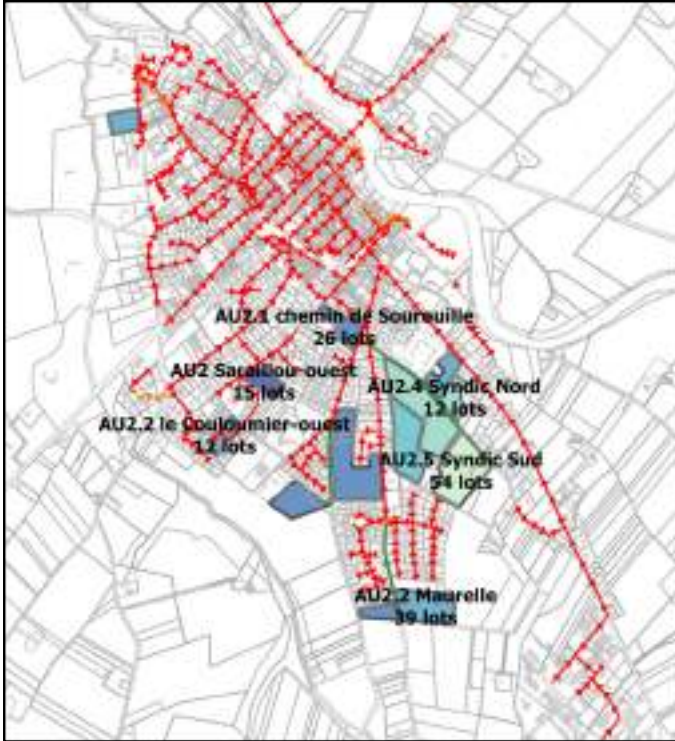 AU2.1 chemin de Sourouille
26 lots
AU2 Saraillou-ouest
15 lots
AU2.4 Syndic Nord
12 lots
AU2.2 le Couloumier-ouest
12 lots
AU2.5 Syndic Sud
54 lots
AU2.2 Maurelle
39 lots